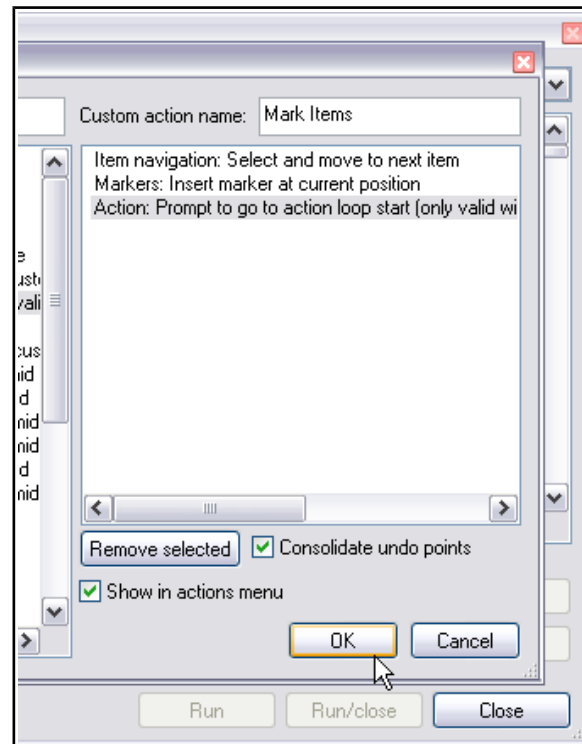 Custom action name: Mark Items
Item navigation: Select and move to next item
Markers: Insert marker at current position
Action: Prompt to go to action loop start (only valid wi
Remove selected Consolidate undo points
Show in actions menu
OK Cancel
Run Run/close Close